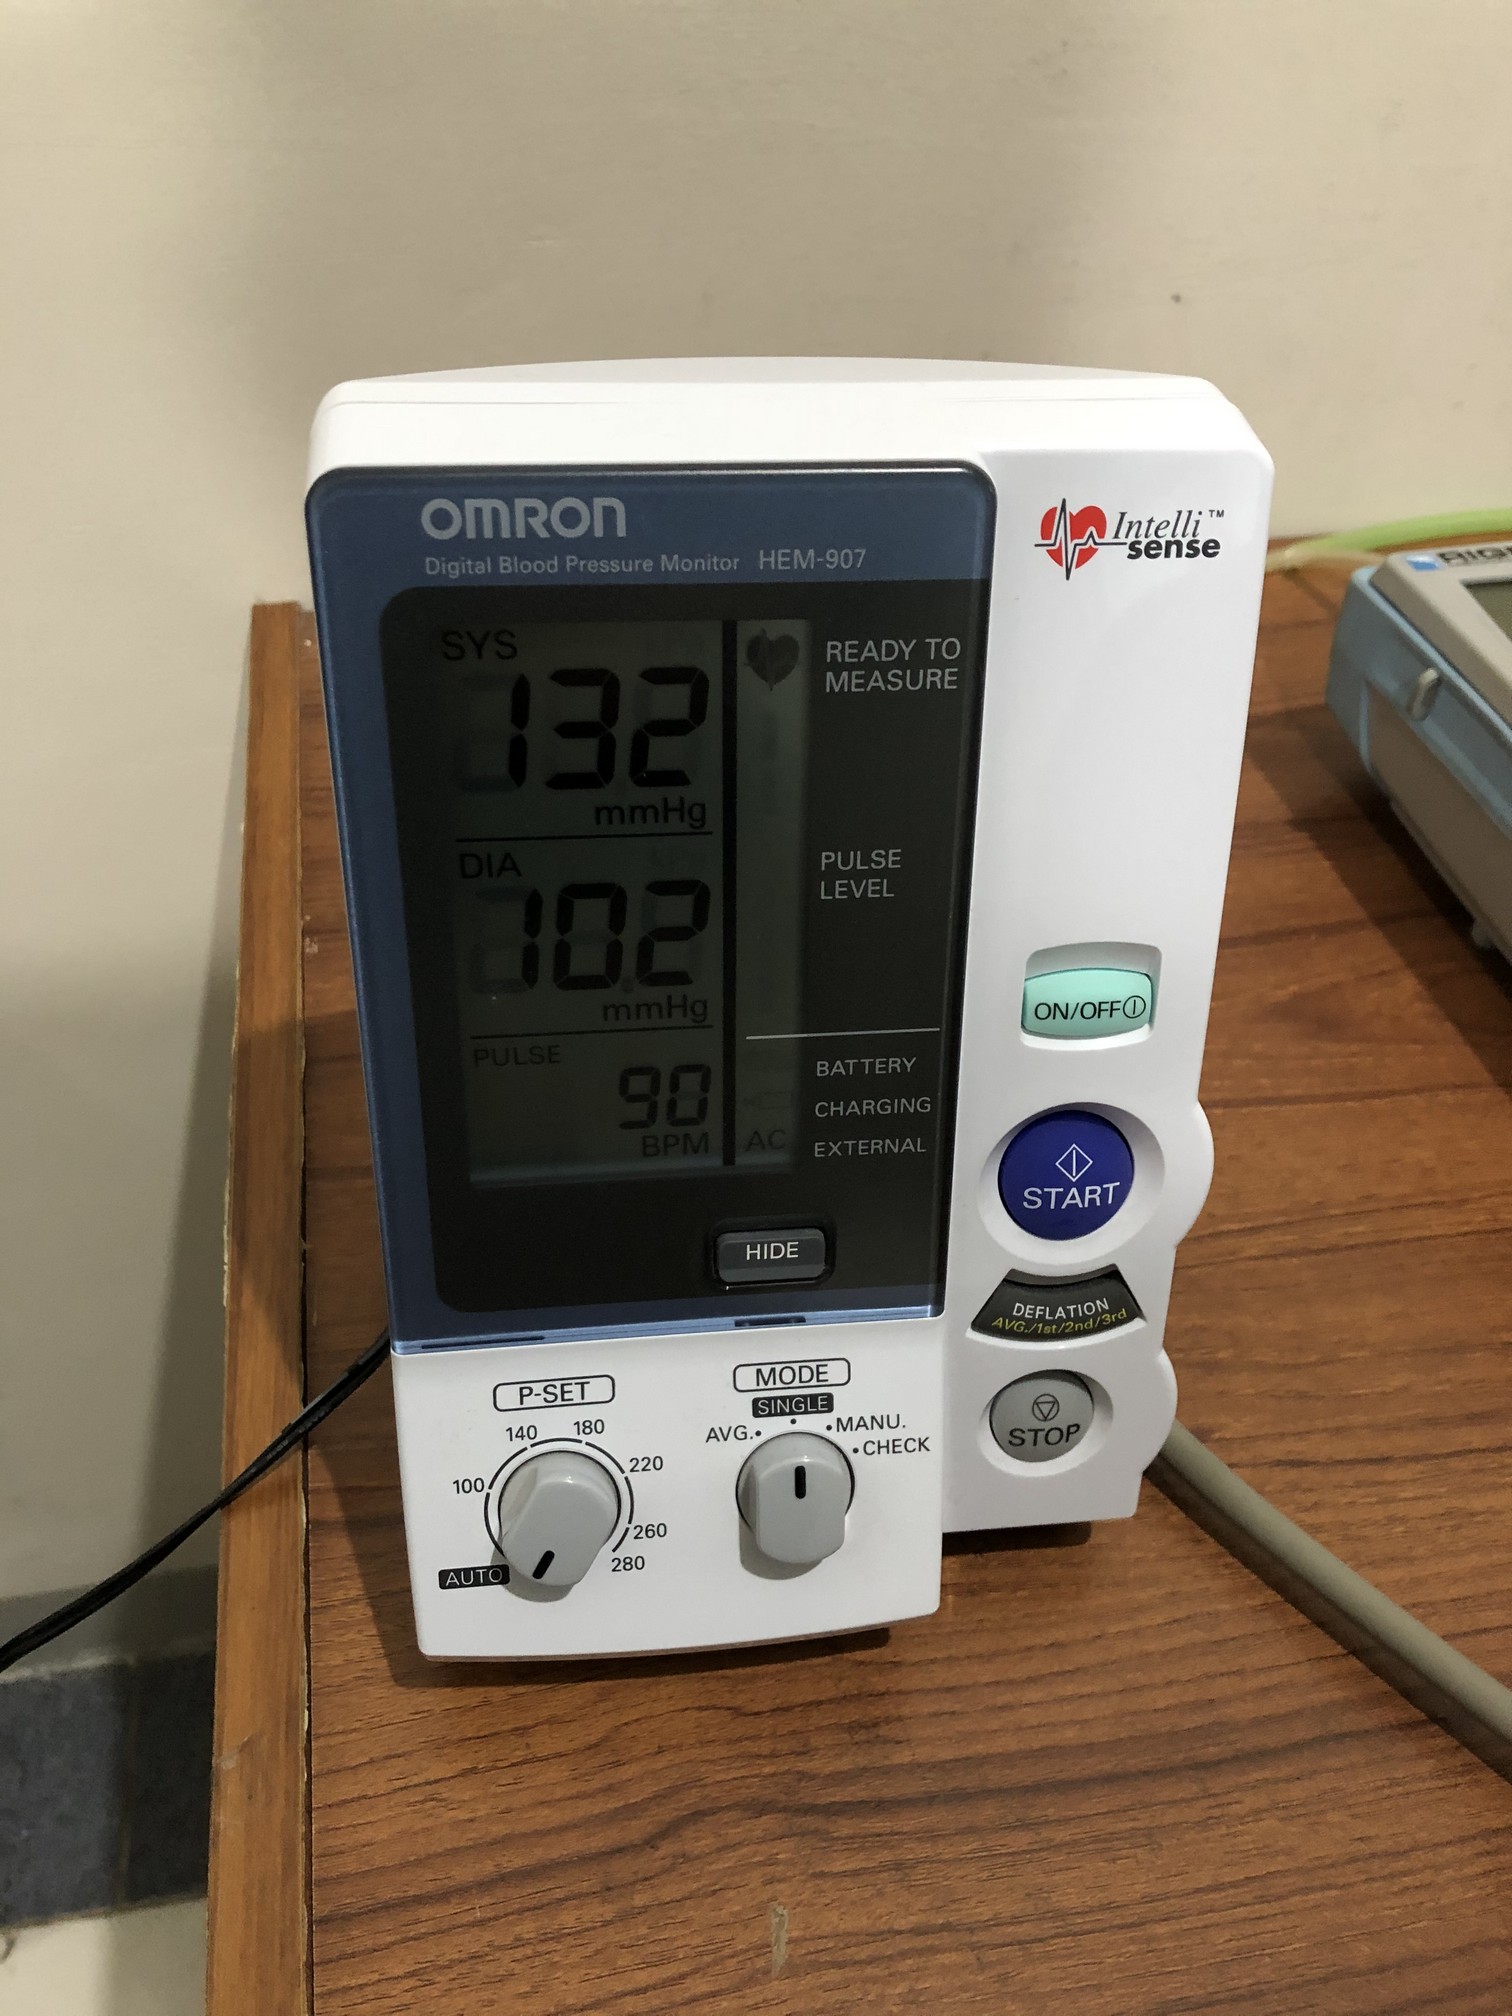 OMRON
Digital Blood Pressure Monitor HEM-907
Intelli™
sense
SYS
132
mmHg
READY TO
MEASURE
DIA
102
mmHg
PULSE
LEVEL
PULSE
90
BPM
BATTERY
CHARGING
AC EXTERNAL
HIDE
ON/OFF
START
DEFLATION
AVG./1st/2nd/3rd
STOP
P-SET
140 180
100 220
260
AUTO 280
MODE
SINGLE
AVG. MANU.
CHECK